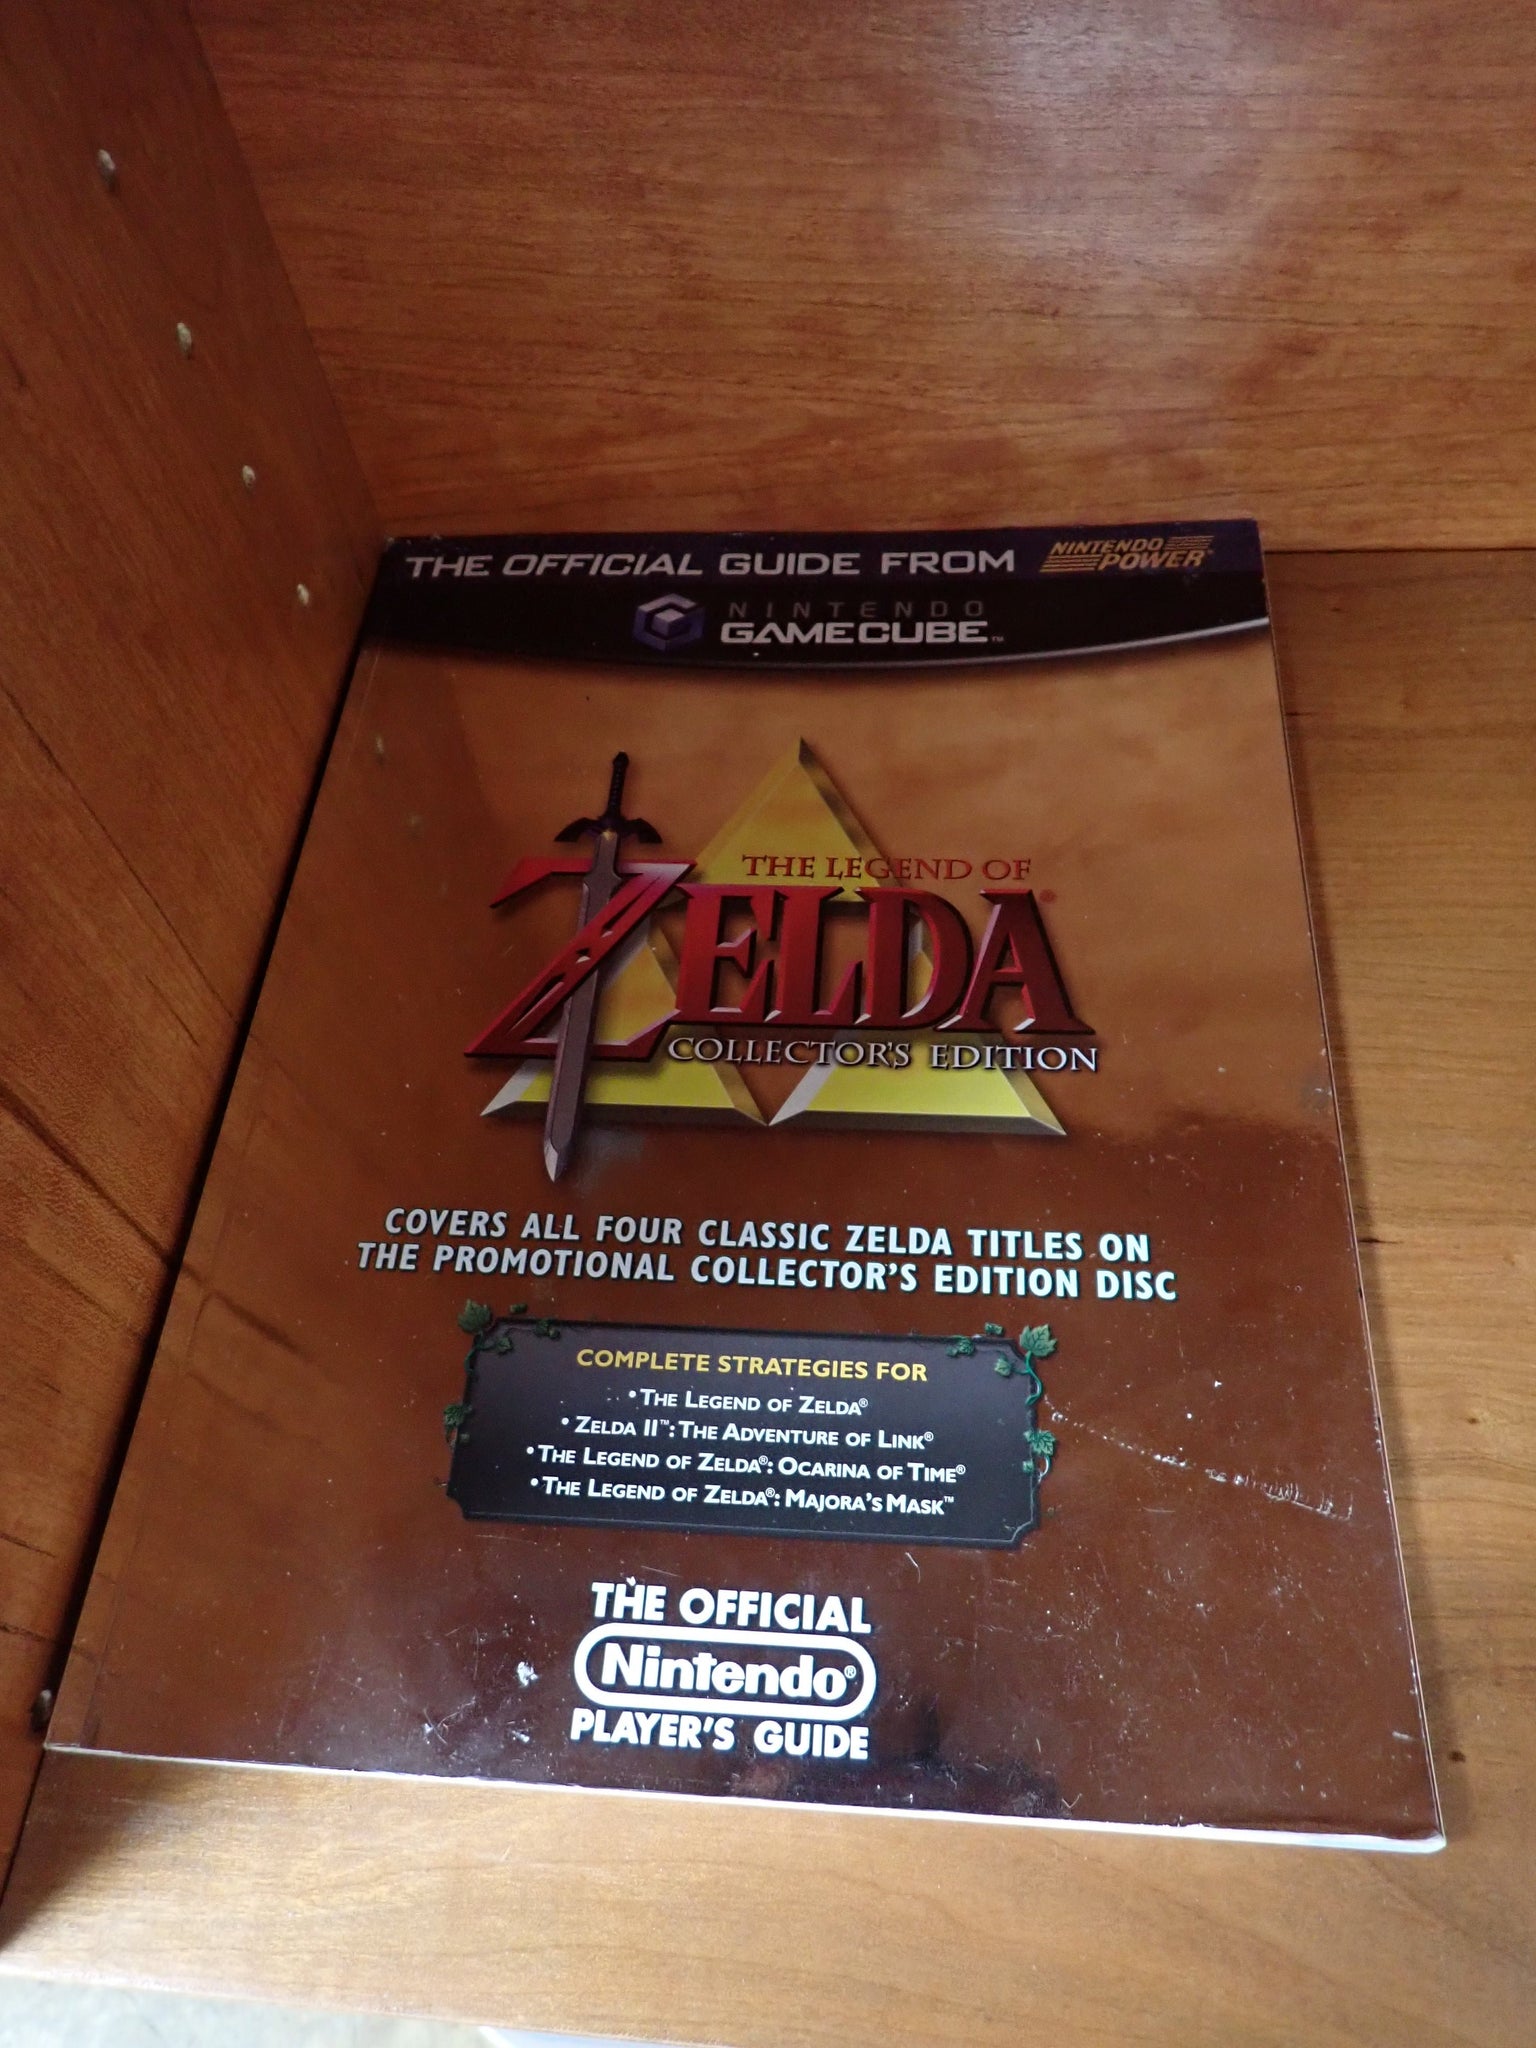 THE OFFICIAL GUIDE FROM NINTENDO POWER®
NINTENDO
GAMECUBE™
THE LEGEND OF
ZELDA®
COLLECTOR'S EDITION
COVERS ALL FOUR CLASSIC ZELDA TITLES ON
THE PROMOTIONAL COLLECTOR'S EDITION DISC
COMPLETE STRATEGIES FOR
• THE LEGEND OF ZELDA®
• ZELDA II™: THE ADVENTURE OF LINK®
• THE LEGEND OF ZELDA®: OCARINA OF TIME®
• THE LEGEND OF ZELDA®: MAJORA'S MASK™
THE OFFICIAL
Nintendo®
PLAYER'S GUIDE